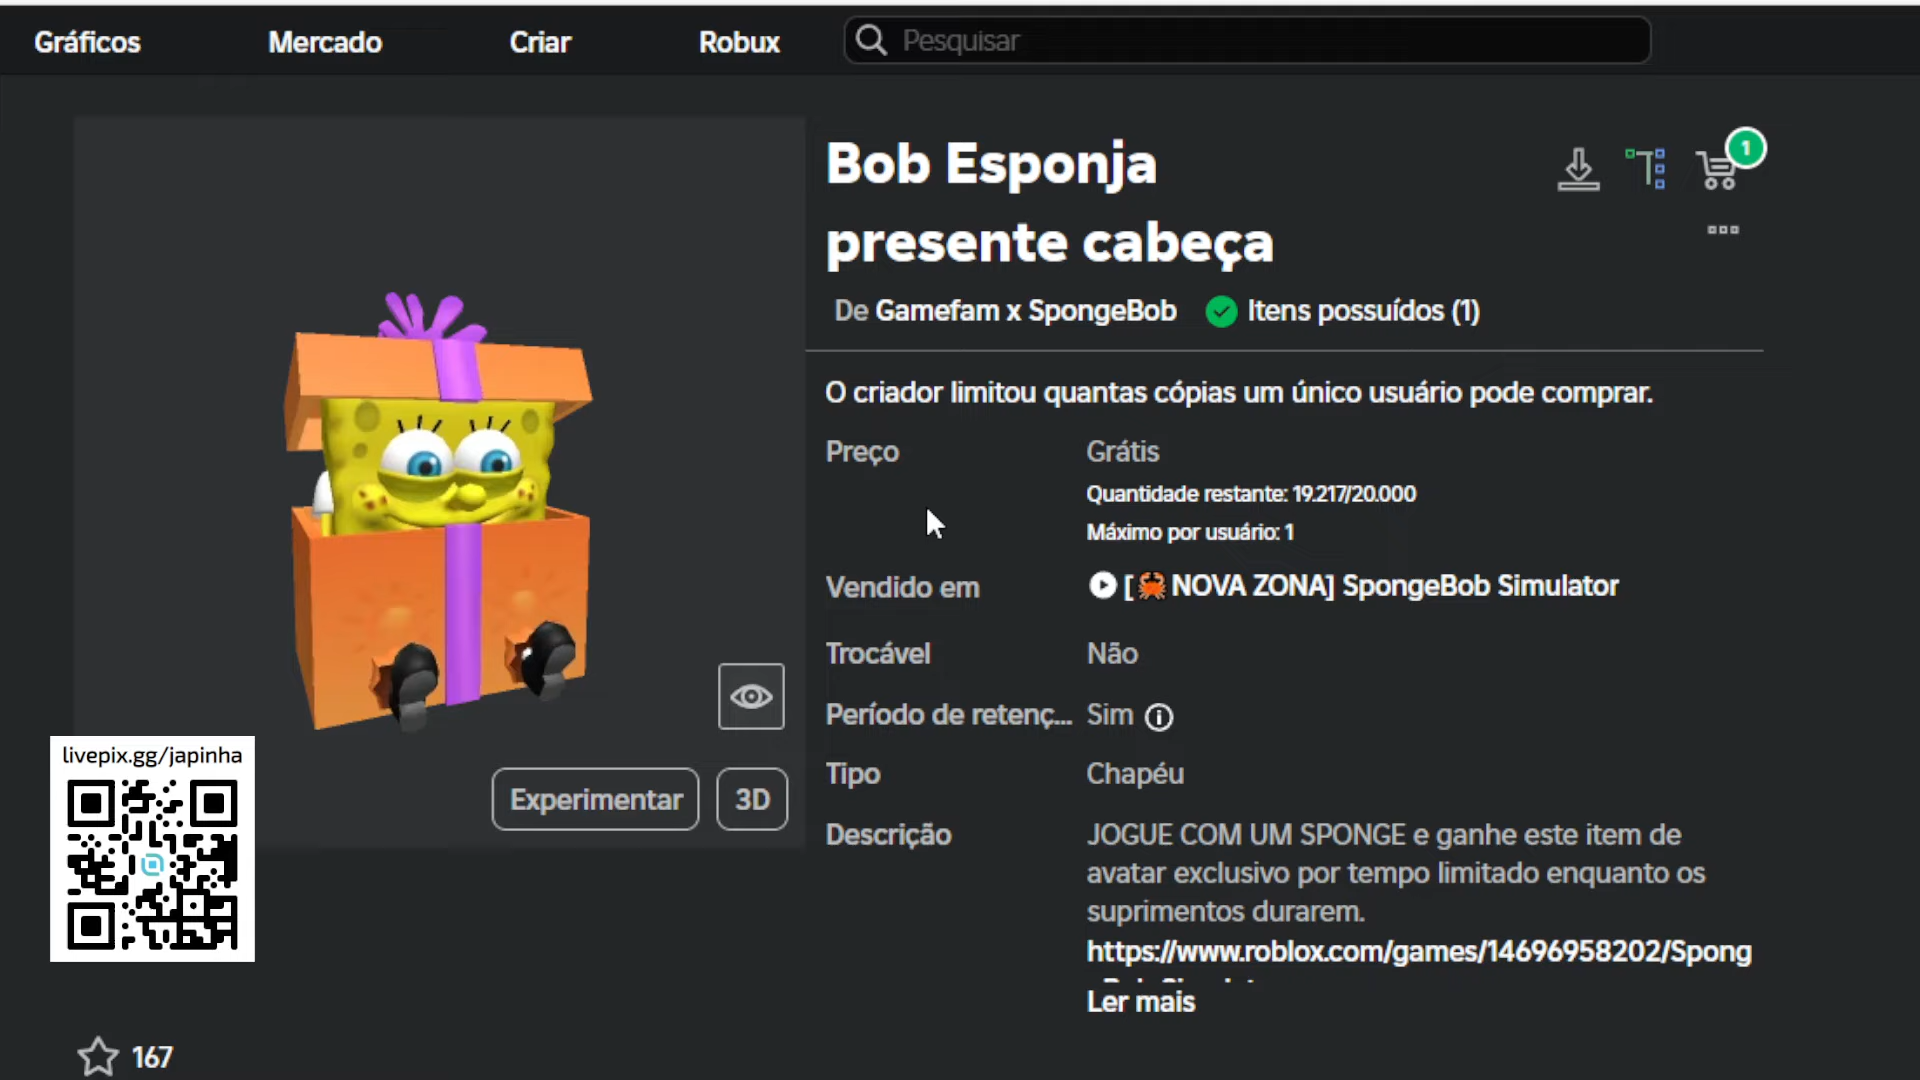 Gráficos
Mercado
Criar
Robux
Pesquisar
Bob Esponja
presente cabeça
1
De Gamefam x SpongeBob
Itens possuídos (1)
O criador limitou quantas cópias um único usuário pode comprar.
Preço
Grátis
Quantidade restante: 19.217/20.000
Máximo por usuário: 1
Vendido em
[🦀NOVA ZONA] SpongeBob Simulator
Trocável
Não
Período de retenç...
Sim
Tipo
Chapéu
Descrição
JOGUE COM UM SPONGE e ganhe este item de
avatar exclusivo por tempo limitado enquanto os
suprimentos durarem.
https://www.roblox.com/games/14696958202/Spong
Ler mais
Experimentar
3D
livepix.gg/japinha
167